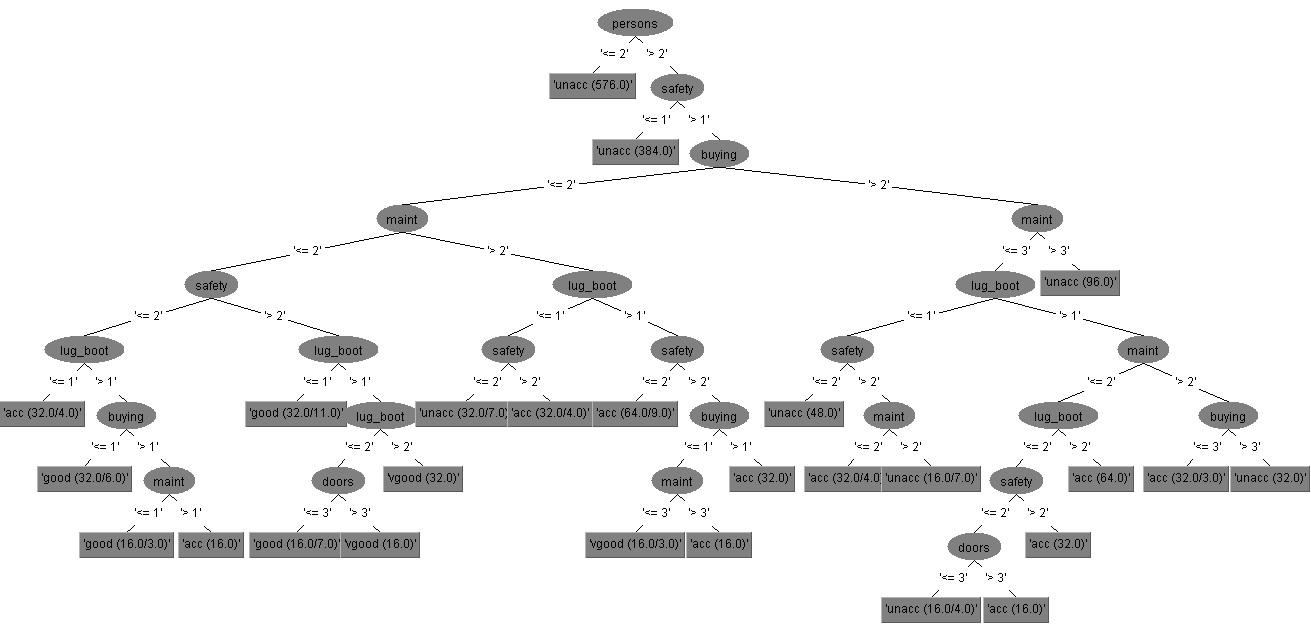 persons
'<= 2' '> 2'
'unacc (576.0)' safety
'<= 1' '> 1'
'unacc (384.0)' buying
'<= 2' '> 2'
maint maint
'<= 2' '> 2' '<= 3' '> 3'
safety lug_boot lug_boot 'unacc (96.0)'
'<= 2' '> 2' '<= 1' '> 1' '<= 1' '> 1'
lug_boot lug_boot safety safety safety maint
'<= 1' '> 1' '<= 1' '> 1' '<= 2' '> 2' '<= 2' '> 2' '<= 2' '> 2' '<= 2' '> 2'
'acc (32.0/4.0)' buying 'good (32.0/11.0)' lug_boot 'unacc (32.0/7.0) 'acc (32.0/4.0)' 'acc (64.0/9.0)' buying 'unacc (48.0)' maint lug_boot buying
'<= 1' '> 1' '<= 2' '> 2' '<= 1' '> 1' '<= 2' '> 2' '<= 2' '> 2' '<= 3' '> 3'
'good (32.0/6.0)' maint doors 'vgood (32.0)' maint 'acc (32.0)' 'acc (32.0/4.0) 'unacc (16.0/7.0)' safety 'acc (64.0)' 'acc (32.0/3.0)' 'unacc (32.0)'
'<= 1' '> 1' '<= 3' '> 3' '<= 3' '> 3' '<= 2' '> 2'
'good (16.0/3.0)' 'acc (16.0)' 'good (16.0/7.0)' 'vgood (16.0)' 'vgood (16.0/3.0)' 'acc (16.0)' doors 'acc (32.0)'
'<= 3' '> 3'
'unacc (16.0/4.0)' 'acc (16.0)'